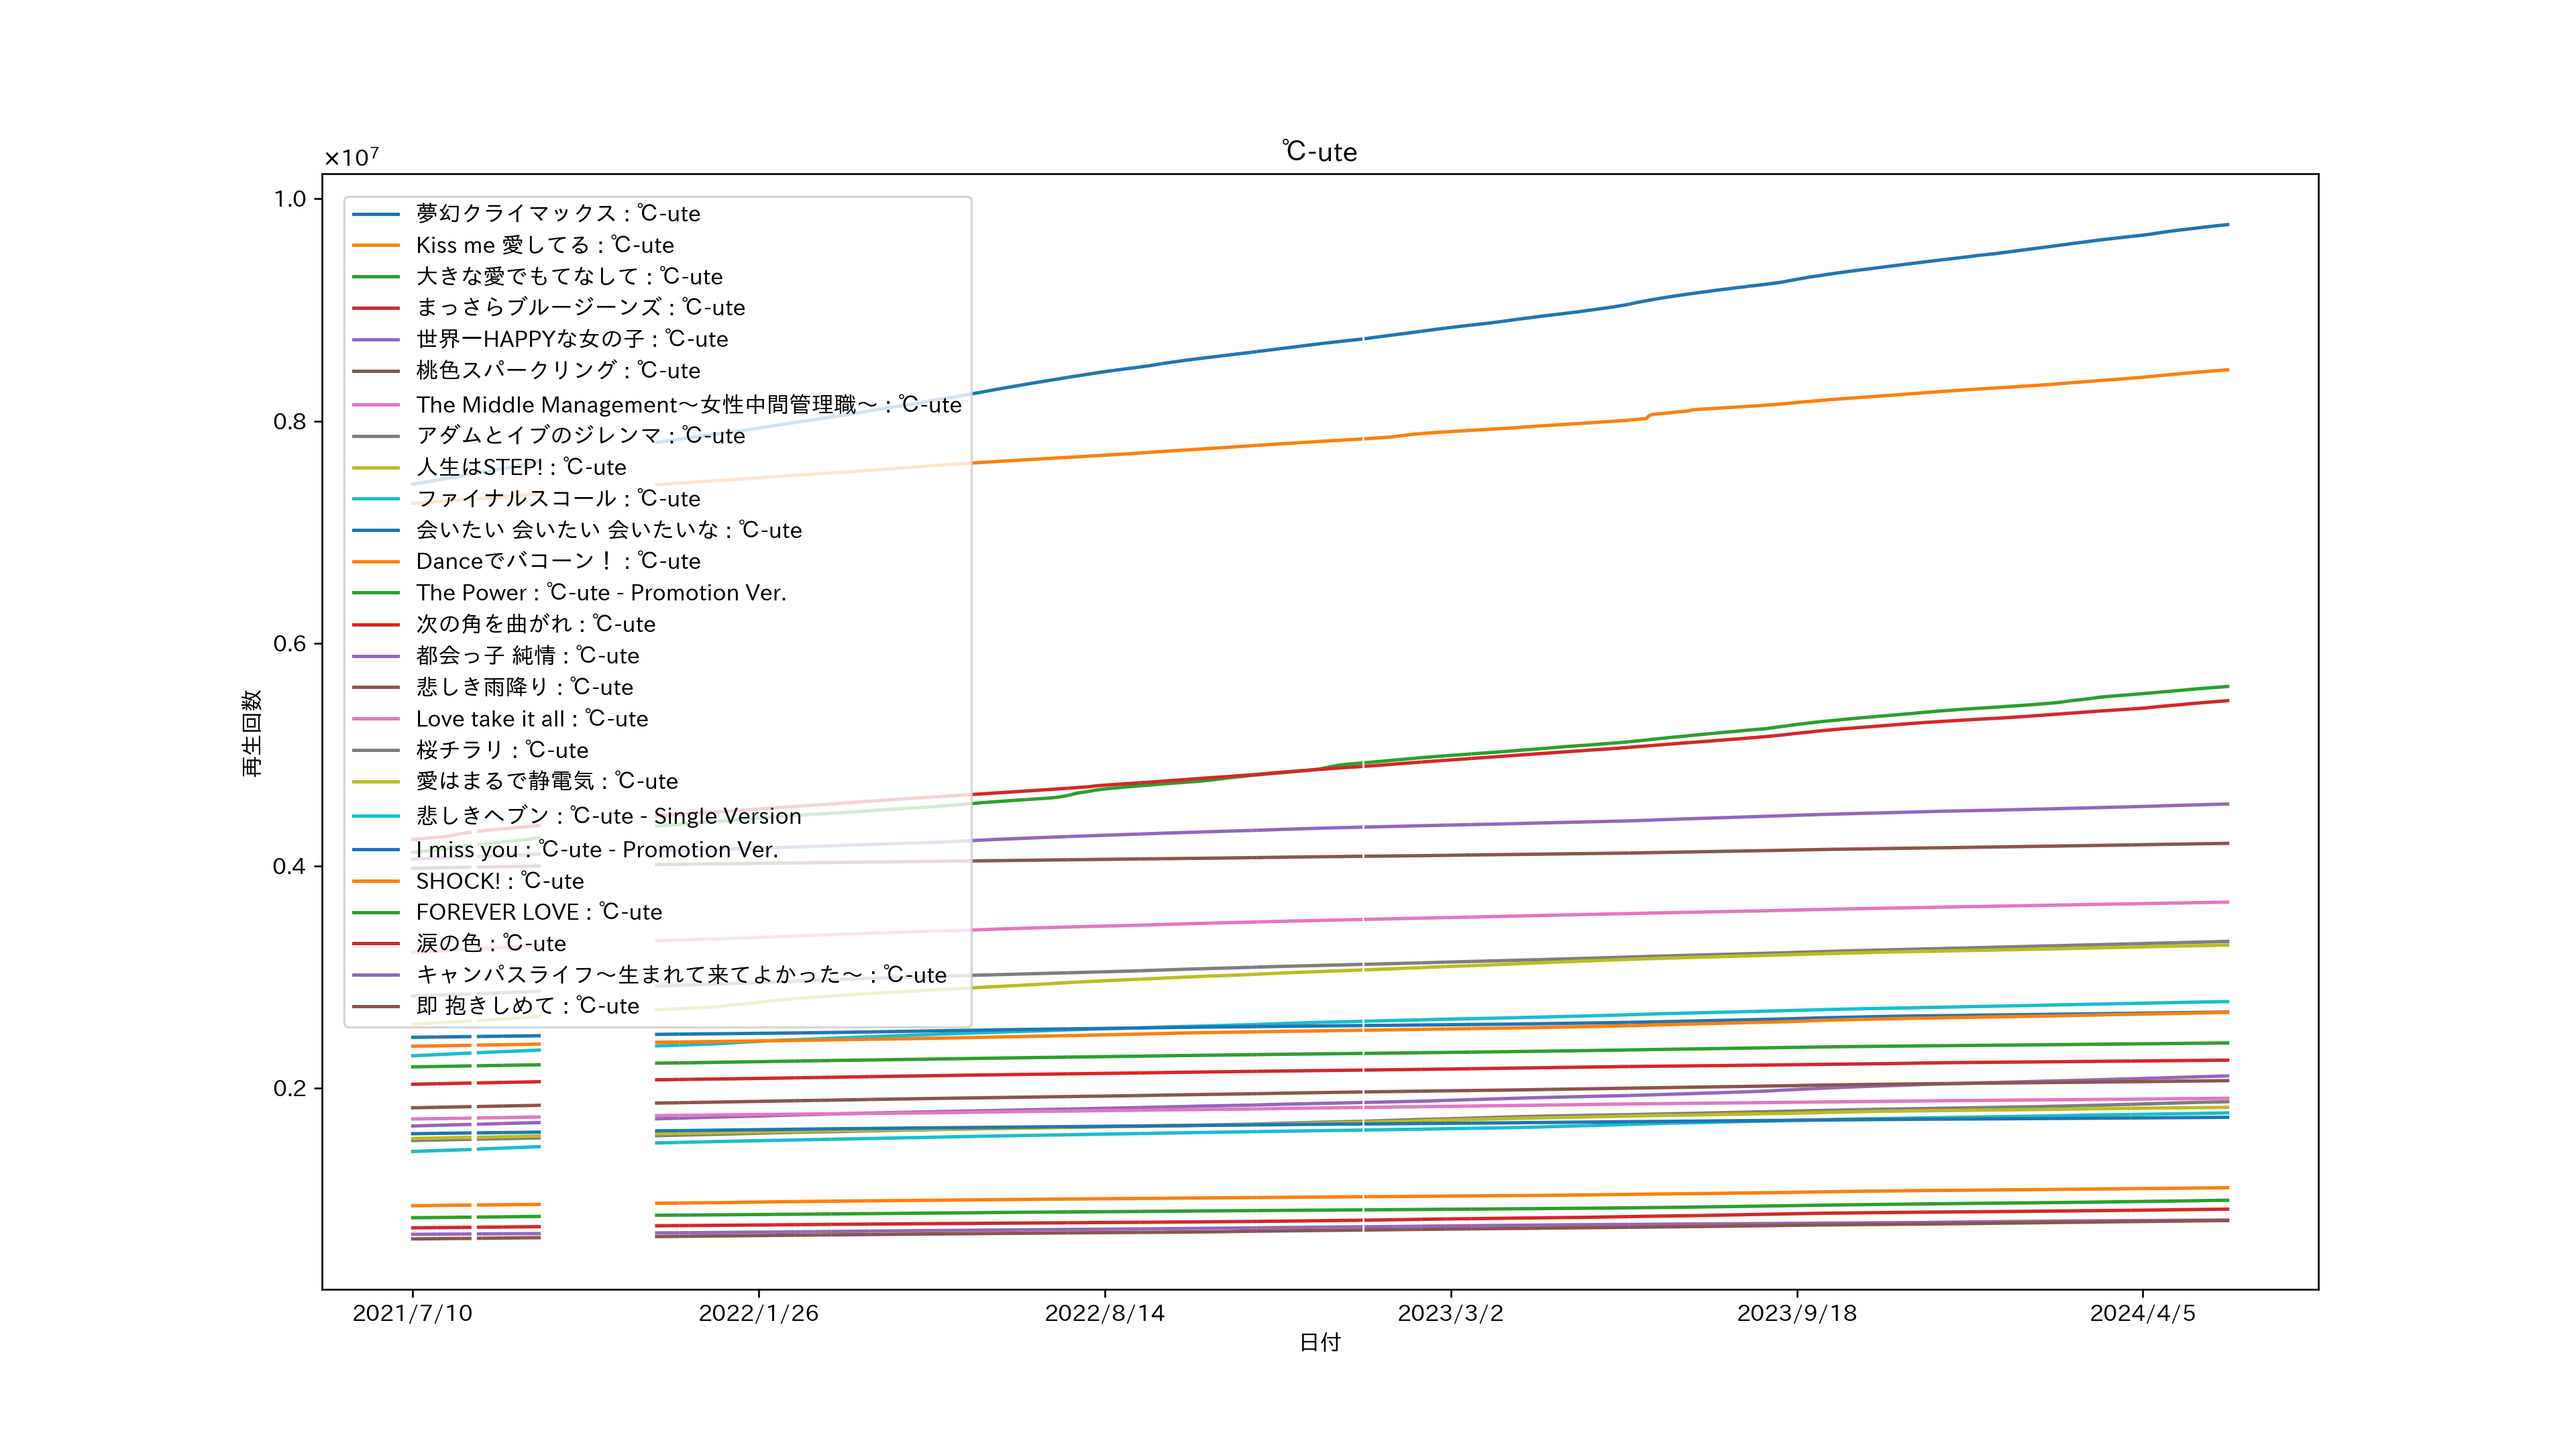 ℃-ute
×10⁷
1.0
0.8
0.6
0.4
0.2
再生回数
夢幻クライマックス : ℃-ute
Kiss me 愛してる : ℃-ute
大きな愛でもてなして : ℃-ute
まっさらブルージーンズ : ℃-ute
世界一HAPPYな女の子 : ℃-ute
桃色スパークリング : ℃-ute
The Middle Management〜女性中間管理職〜 : ℃-ute
アダムとイブのジレンマ : ℃-ute
人生はSTEP! : ℃-ute
ファイナルスコール : ℃-ute
会いたい 会いたい 会いたいな : ℃-ute
Danceでバコーン！ : ℃-ute
The Power : ℃-ute - Promotion Ver.
次の角を曲がれ : ℃-ute
都会っ子 純情 : ℃-ute
悲しき雨降り : ℃-ute
Love take it all : ℃-ute
桜チラリ : ℃-ute
愛はまるで静電気 : ℃-ute
悲しきヘブン : ℃-ute - Single Version
I miss you : ℃-ute - Promotion Ver.
SHOCK! : ℃-ute
FOREVER LOVE : ℃-ute
涙の色 : ℃-ute
キャンパスライフ〜生まれて来てよかった〜 : ℃-ute
即 抱きしめて : ℃-ute
2021/7/10
2022/1/26
2022/8/14
2023/3/2
2023/9/18
2024/4/5
日付